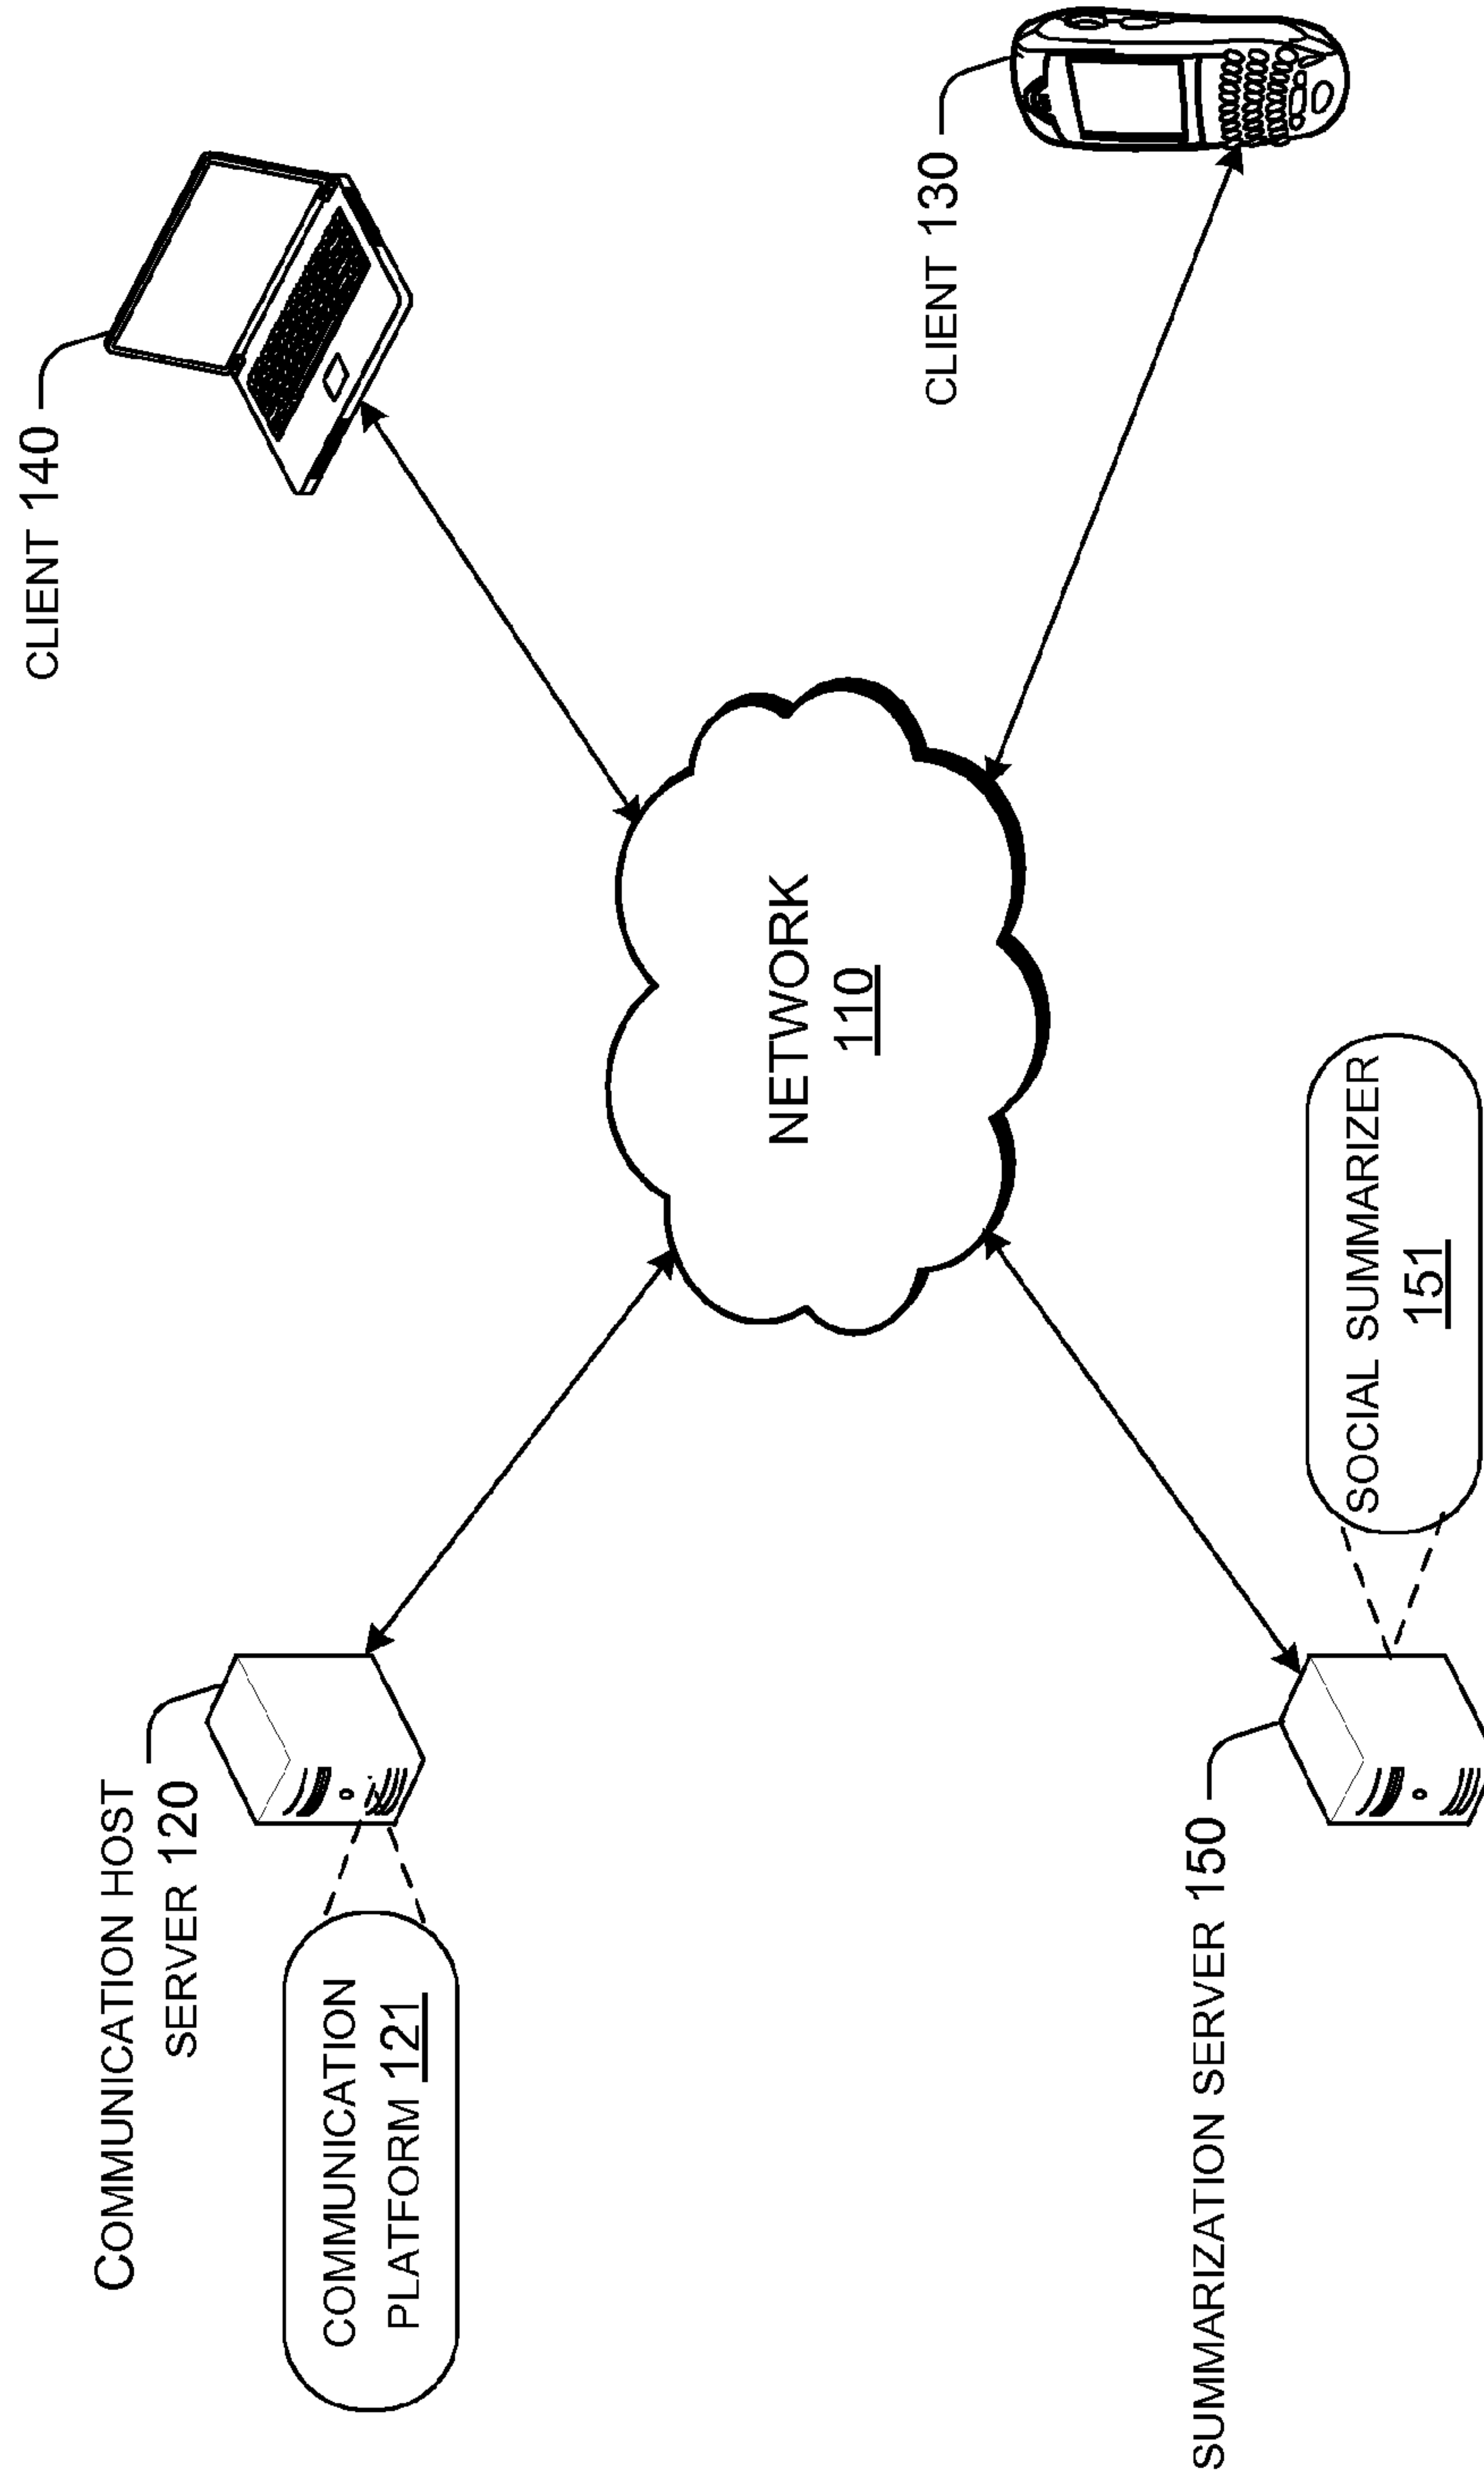 COMMUNICATION HOST
SERVER 120
COMMUNICATION
PLATFORM 121
CLIENT 140
NETWORK
110
SUMMARIZATION SERVER 150
SOCIAL SUMMARIZER
151
CLIENT 130